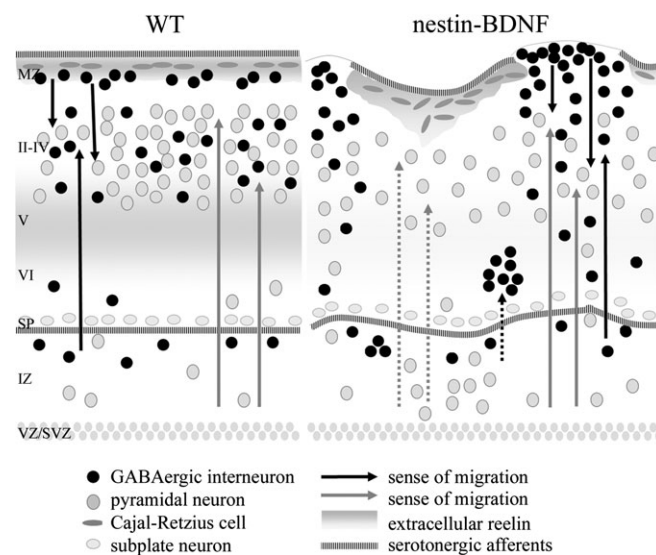 WT
nestin-BDNF
MZ
II-IV
V
VI
SP
IZ
VZ/SVZ
GABAergic interneuron
pyramidal neuron
Cajal-Retzius cell
subplate neuron
sense of migration
sense of migration
extracellular reelin
serotonergic afferents